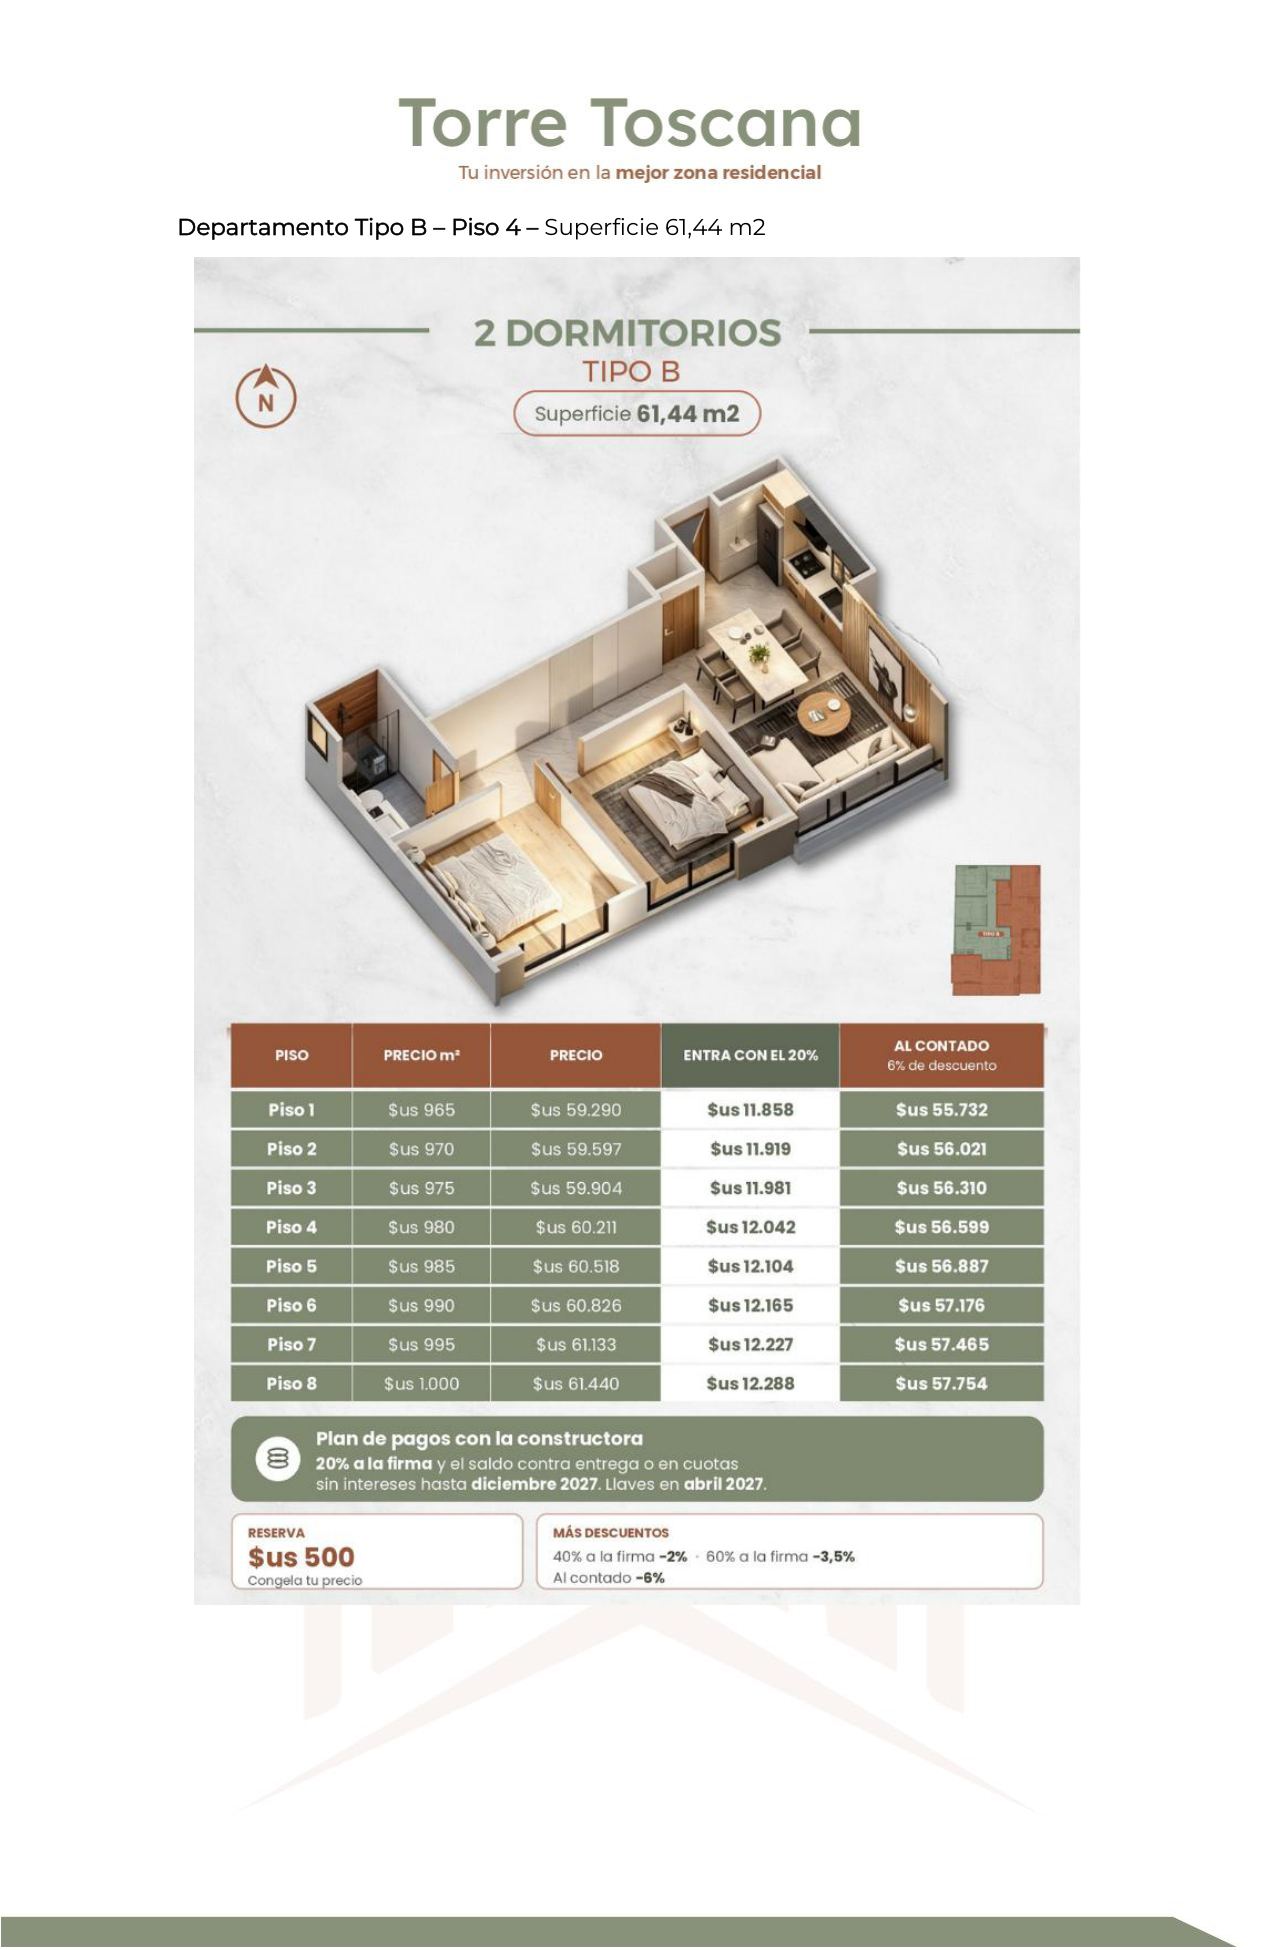 Torre Toscana
Tu inversión en la mejor zona residencial
Departamento Tipo B – Piso 4 – Superficie 61,44 m2
2 DORMITORIOS
TIPO B
N
Superficie 61,44 m2
TIPO B
PISO PRECIO m² PRECIO ENTRA CON EL 20% AL CONTADO
6% de descuento
Piso 1 $us 965 $us 59.290 $us 11.858 $us 55.732
Piso 2 $us 970 $us 59.597 $us 11.919 $us 56.021
Piso 3 $us 975 $us 59.904 $us 11.981 $us 56.310
Piso 4 $us 980 $us 60.211 $us 12.042 $us 56.599
Piso 5 $us 985 $us 60.518 $us 12.104 $us 56.887
Piso 6 $us 990 $us 60.826 $us 12.165 $us 57.176
Piso 7 $us 995 $us 61.133 $us 12.227 $us 57.465
Piso 8 $us 1.000 $us 61.440 $us 12.288 $us 57.754
Plan de pagos con la constructora
20% a la firma y el saldo contra entrega o en cuotas
sin intereses hasta diciembre 2027. Llaves en abril 2027.
RESERVA
$us 500
Congela tu precio
MÁS DESCUENTOS
40% a la firma -2% · 60% a la firma -3,5%
Al contado -6%